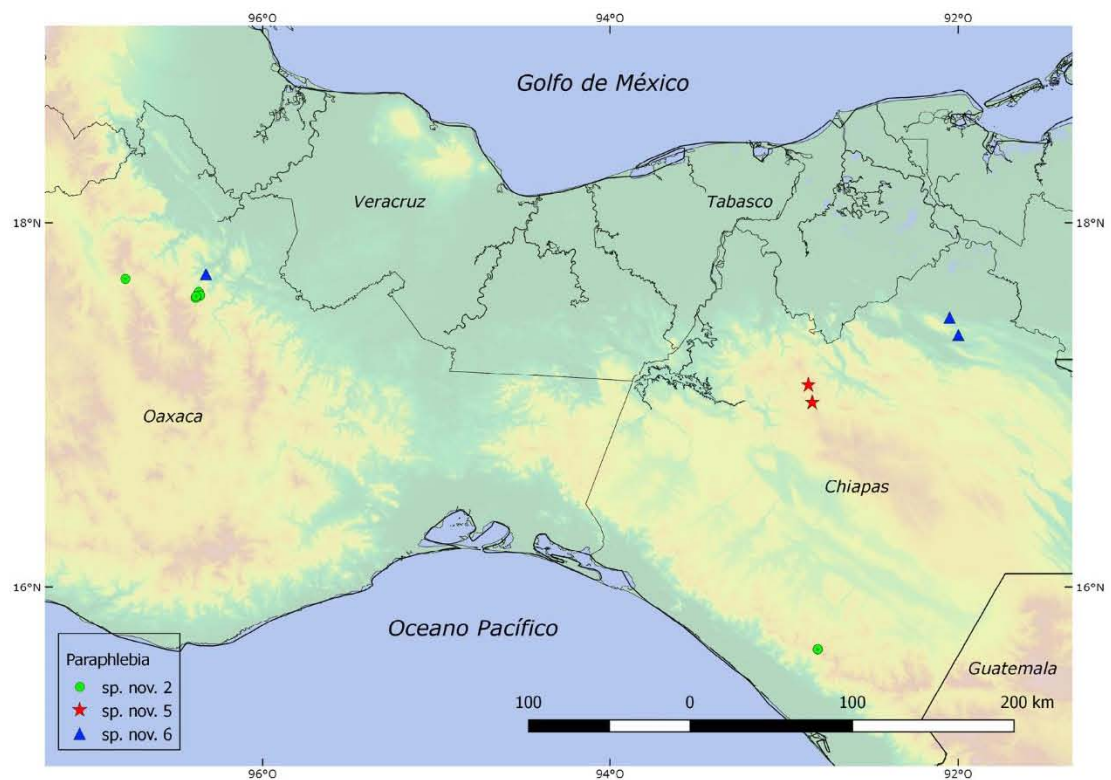 96°O 94°O 92°O
Golfo de México
Veracruz
Tabasco
18°N 18°N
Oaxaca
Chiapas
16°N 16°N
Oceano Pacífico
Guatemala
Paraphlebia
sp. nov. 2
sp. nov. 5
sp. nov. 6
100 0 100 200 km
96°O 94°O 92°O